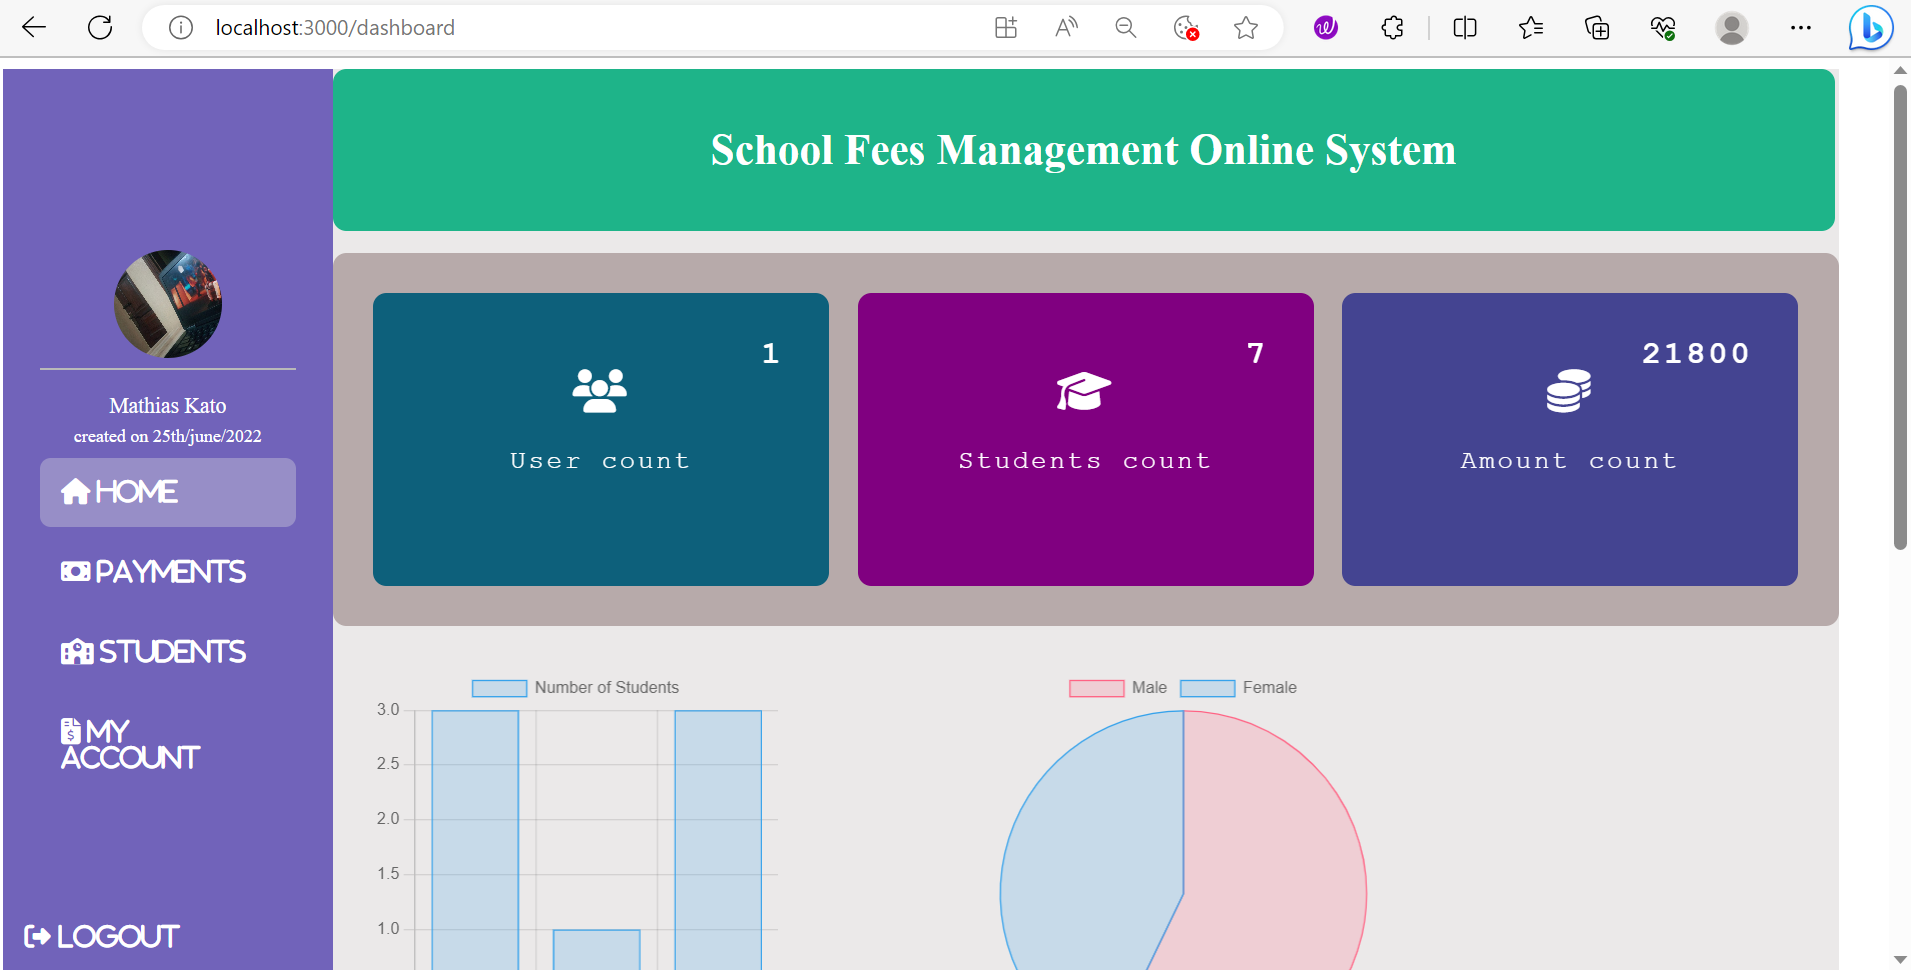 localhost:3000/dashboard
School Fees Management Online System
1
User count
7
Students count
21800
Amount count
Mathias Kato
created on 25th/june/2022
HOME
PAYMENTS
STUDENTS
MY
ACCOUNT
LOGOUT
Number of Students
3.0
2.5
2.0
1.5
1.0
Male Female